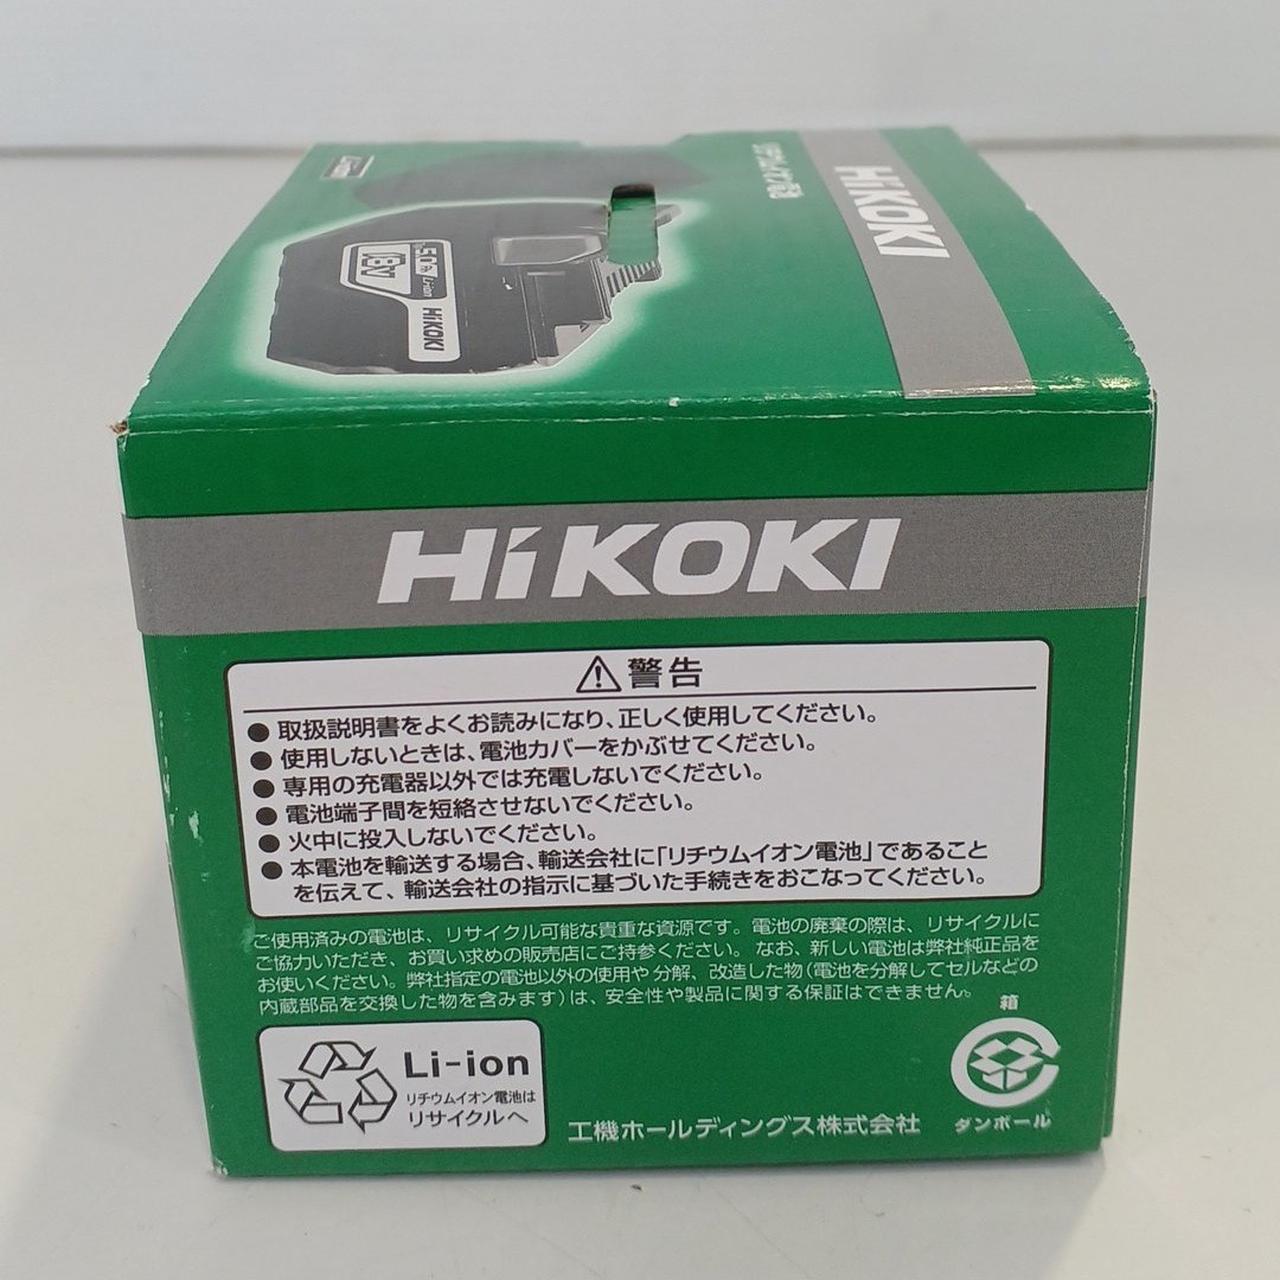 リチウムイオン電池
HiKOKI
5.0Ah
Li-ion
18V
HiKOKI
HiKOKI
警告
●取扱説明書をよくお読みになり、正しく使用してください。
●使用しないときは、電池カバーをかぶせてください。
●専用の充電器以外では充電しないでください。
●電池端子間を短絡させないでください。
●火中に投入しないでください。
●本電池を輸送する場合、輸送会社に「リチウムイオン電池」であること
を伝えて、輸送会社の指示に基づいた手続きをおこなってください。
ご使用済みの電池は、リサイクル可能な貴重な資源です。電池の廃棄の際は、リサイクルに
ご協力いただき、お買い求めの販売店にご持参ください。なお、新しい電池は弊社純正品を
お使いください。弊社指定の電池以外の使用や分解、改造した物(電池を分解してセルなどの
内蔵部品を交換した物を含みます)は、安全性や製品に関する保証はできません。
Li-ion
リチウムイオン電池は
リサイクルへ
工機ホールディングス株式会社
箱
ダンボール